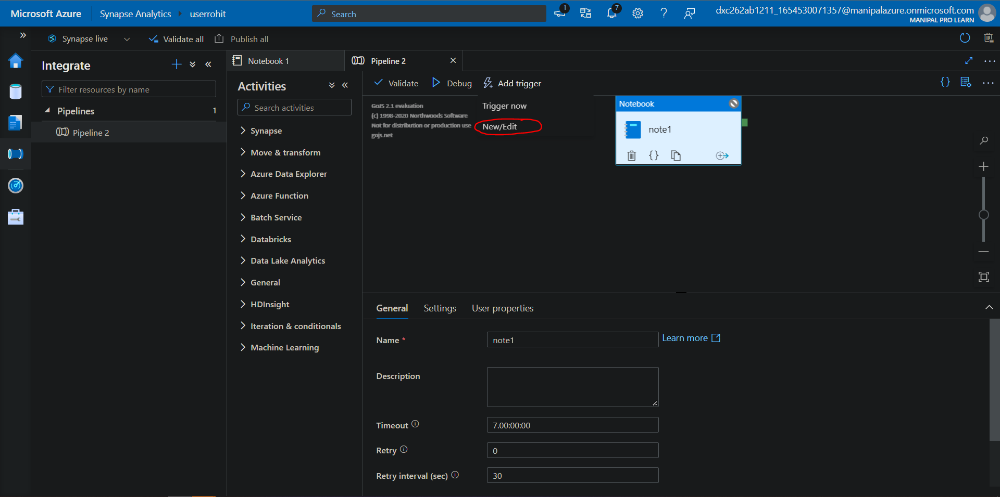 Microsoft Azure
Synapse Analytics
userrohit
Search
1
7
dxc262ab1211_1654530071357@manipalazure.onmicrosoft.com
MANIPAL PRO LEARN
Synapse live
Validate all
Publish all
Integrate
Filter resources by name
Pipelines
1
Pipeline 2
Notebook 1
Pipeline 2
Activities
Search activities
Synapse
Move & transform
Azure Data Explorer
Azure Function
Batch Service
Databricks
Data Lake Analytics
General
HDInsight
Iteration & conditionals
Machine Learning
Validate
Debug
Add trigger
Trigger now
New/Edit
GoJS 2.1 evaluation
(c) 1998-2020 Northwoods Software
Not for distribution or production use
gojs.net
Notebook
note1
General
Settings
User properties
Name *
note1
Learn more
Description
Timeout
7.00:00:00
Retry
0
Retry interval (sec)
30